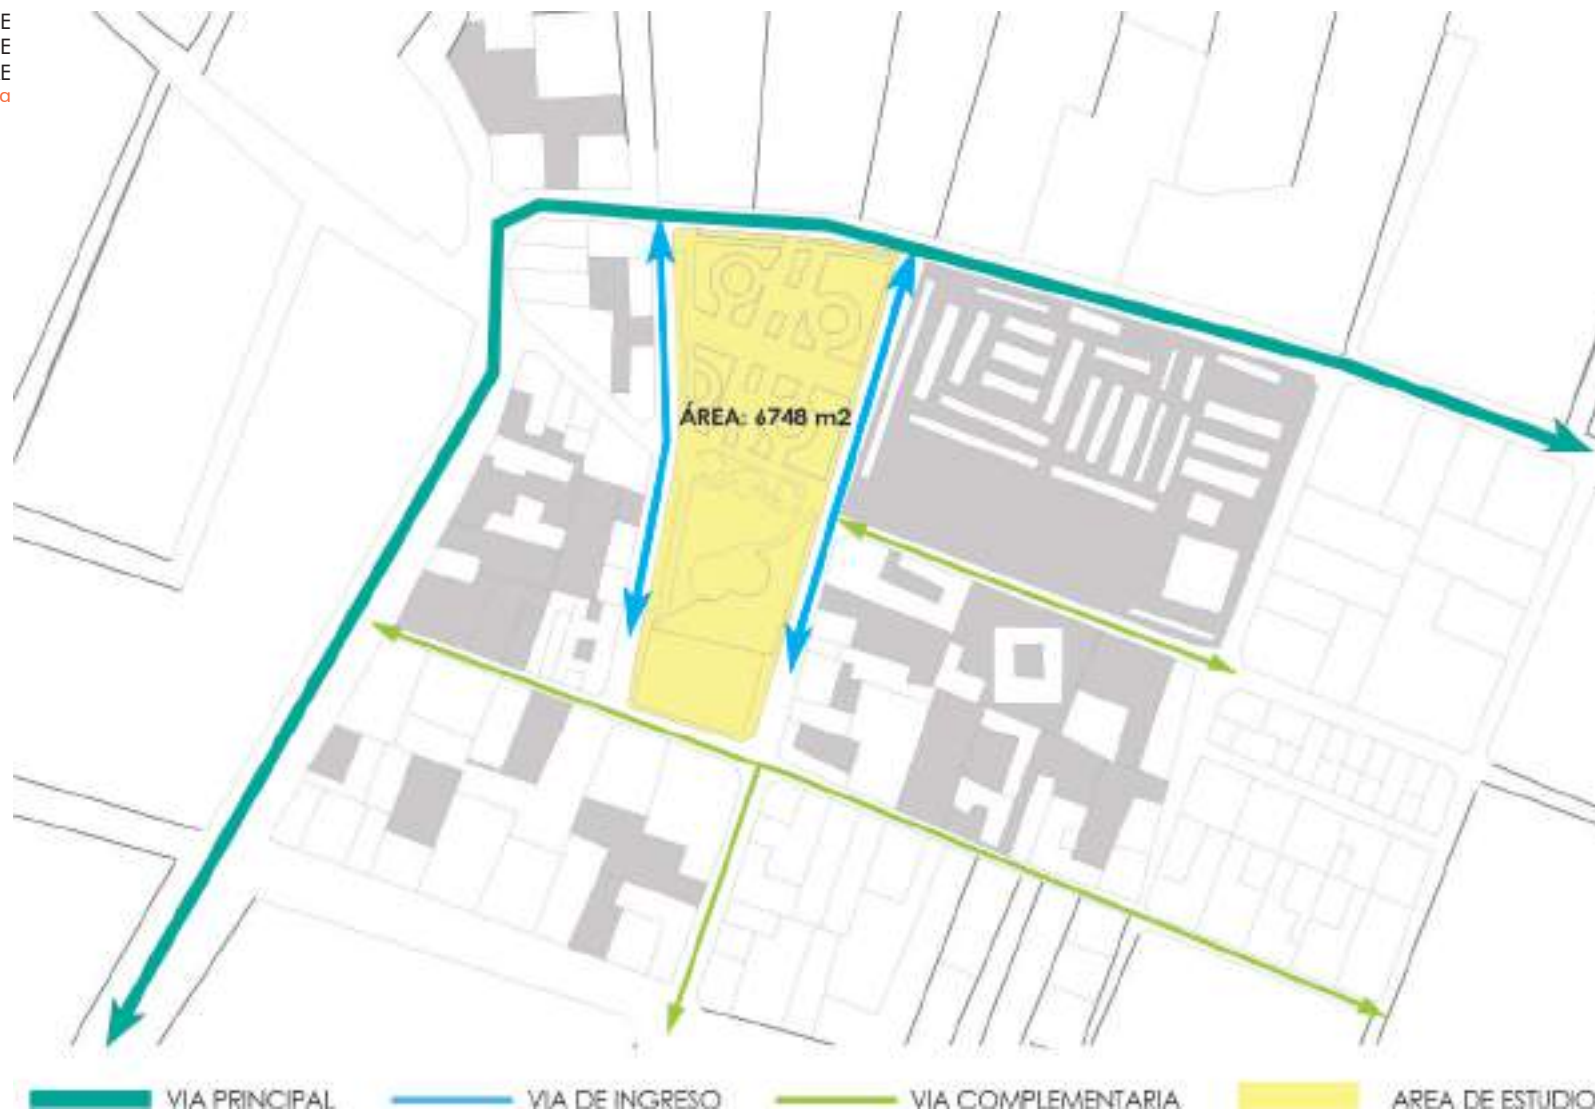 E
E
E
a
ÁREA: 6748 m2
VIA PRINCIPAL
VIA DE INGRESO
VIA COMPLEMENTARIA
AREA DE ESTUDIO